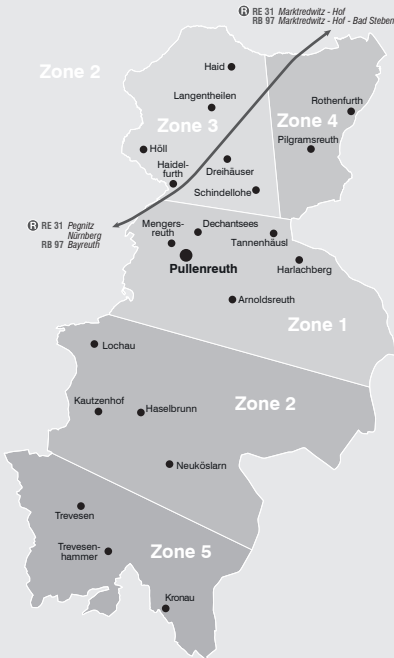 R RE 31 Marktredwitz - Hof
RB 97 Marktredwitz - Hof - Bad Steben
Zone 2
Haid
Langentheilen
Rothenfurth
Zone 3
Zone 4
Pilgramsreuth
Höll
Haidel-
furth
Dreihäuser
Schindellohe
R RE 31 Pegnitz
Nürnberg
RB 97 Bayreuth
Mengers-
reuth
Dechantsees
Tannenhäusl
Pullenreuth
Harlachberg
Arnoldsreuth
Zone 1
Lochau
Kautzenhof
Haselbrunn
Zone 2
Neuköslarn
Trevesen
Trevesen-
hammer
Zone 5
Kronau